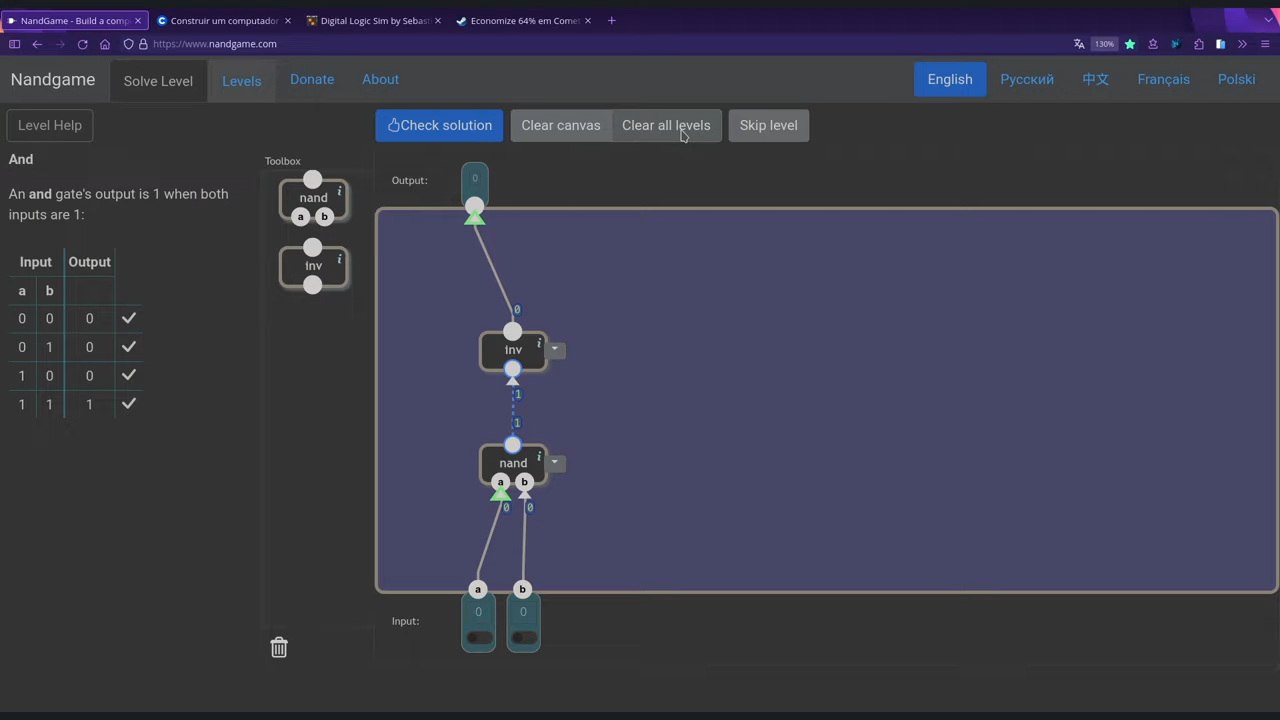 NandGame - Build a comp
Construir um computador
Digital Logic Sim by Sebast
Economize 64% em Comet
https://www.nandgame.com
130%
Nandgame
Solve Level
Levels
Donate
About
English
Русский
中文
Français
Polski
Level Help
Check solution
Clear canvas
Clear all levels
Skip level
And
An and gate's output is 1 when both
inputs are 1:
Input Output
a b
0 0 0
0 1 0
1 0 0
1 1 1
Toolbox
nand i
a b
inv i
Output:
0
0
inv i
1
1
nand i
a b
0 0
a b
Input:
0 0